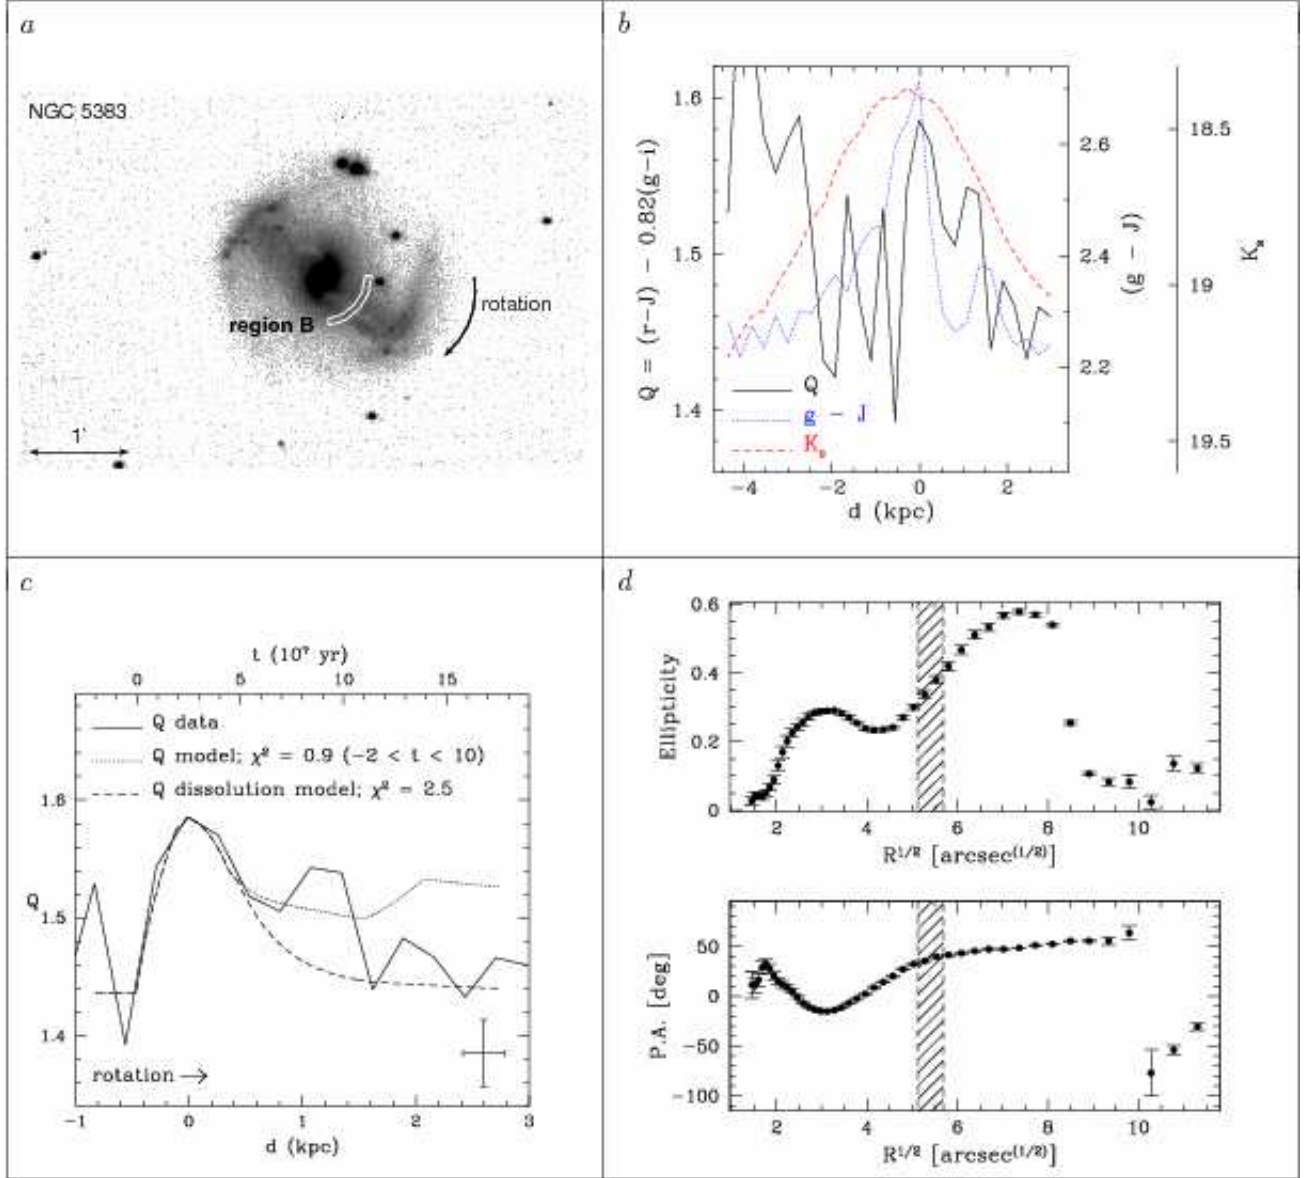 a
NGC 5383
region B
rotation
1'
b
Q = (r-J) - 0.82(g-i)
1.6
1.5
1.4
2.6
2.4
2.2
(g - J)
18.5
19
19.5
Kₛ
Q
g - J
Kₛ
−4 −2 0 2
d (kpc)
c
t (10⁷ yr)
0 5 10 15
Q data
Q model; χ² = 0.9 (-2 < t < 10)
Q dissolution model; χ² = 2.5
1.6
1.5
1.4
Q
rotation →
−1 0 1 2 3
d (kpc)
d
Ellipticity
0.6
0.4
0.2
0
2 4 6 8 10
R^1/2 [arcsec^(1/2)]
P.A. [deg]
50
0
−50
−100
2 4 6 8 10
R^1/2 [arcsec^(1/2)]